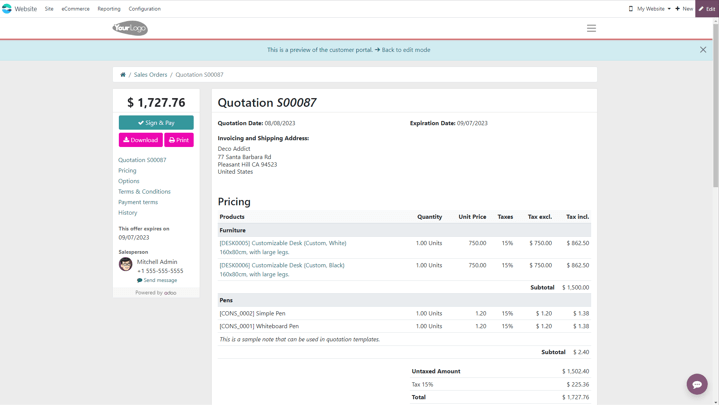 Website Site eCommerce Reporting Configuration My Website + New Edit
YourLogo
This is a preview of the customer portal. → Back to edit mode
/ Sales Orders / Quotation S00087
$ 1,727.76
Sign & Pay
Download Print
Quotation S00087
Pricing
Options
Terms & Conditions
Payment terms
History
This offer expires on
09/07/2023
Salesperson
Mitchell Admin
+1 555-555-5555
Send message
Powered by odoo
Quotation S00087
Quotation Date: 08/08/2023 Expiration Date: 09/07/2023
Invoicing and Shipping Address:
Deco Addict
77 Santa Barbara Rd
Pleasant Hill CA 94523
United States
Pricing
Products Quantity Unit Price Taxes Tax excl. Tax incl.
Furniture
[DESK0005] Customizable Desk (Custom, White) 1.00 Units 750.00 15% $ 750.00 $ 862.50
160x80cm, with large legs.
[DESK0006] Customizable Desk (Custom, Black) 1.00 Units 750.00 15% $ 750.00 $ 862.50
160x80cm, with large legs.
Subtotal $ 1,500.00
Pens
[CONS_0002] Simple Pen 1.00 Units 1.20 15% $ 1.20 $ 1.38
[CONS_0001] Whiteboard Pen 1.00 Units 1.20 15% $ 1.20 $ 1.38
This is a sample note that can be used in quotation templates.
Subtotal $ 2.40
Untaxed Amount $ 1,502.40
Tax 15% $ 225.36
Total $ 1,727.76